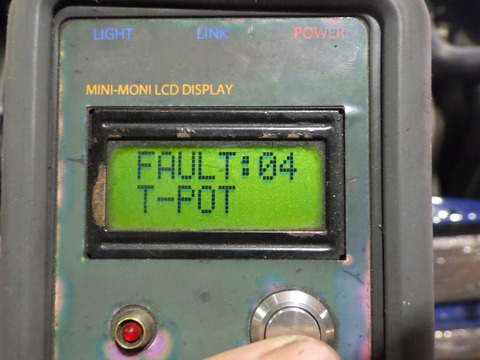 LIGHT LINK POWER
MINI-MONI LCD DISPLAY
FAULT:04
T-POT